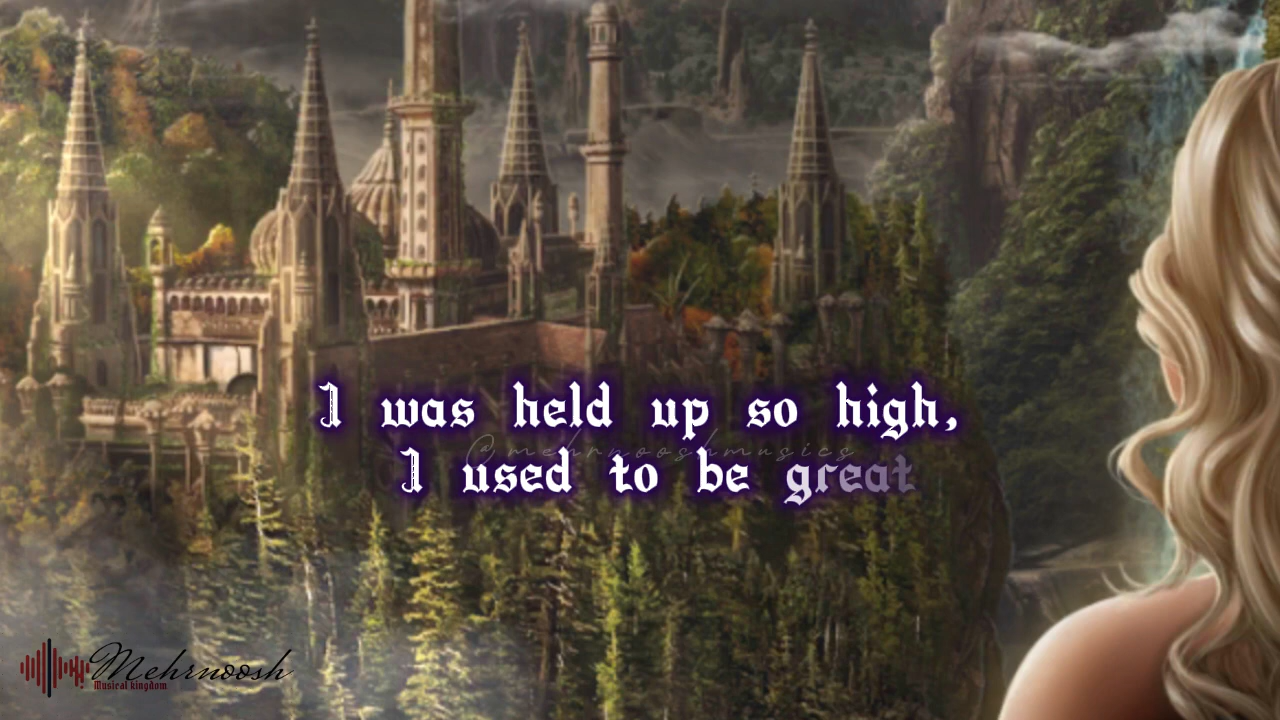 I was held up so high,
@mehrnooshmusics
I used to be great
Mehrnoosh
Musical kingdom